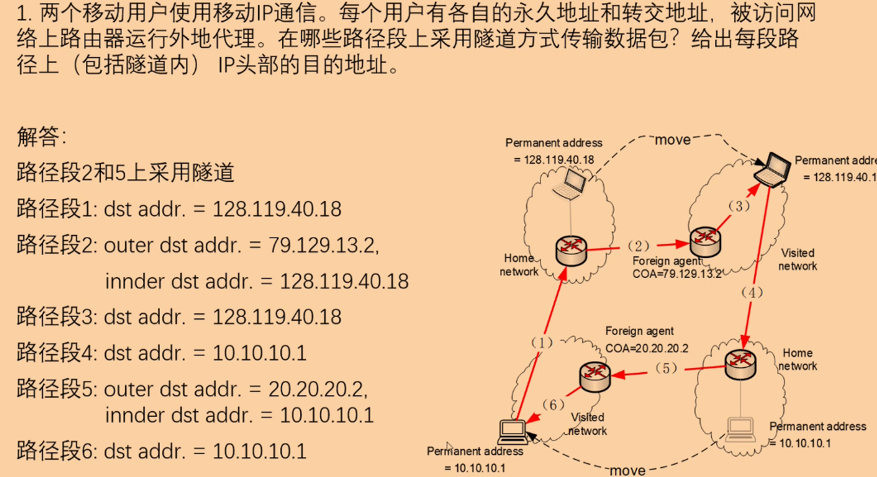 1. 两个移动用户使用移动IP通信。每个用户有各自的永久地址和转交地址，被访问网
络上路由器运行外地代理。在哪些路径段上采用隧道方式传输数据包？给出每段路
径上（包括隧道内） IP头部的目的地址。
解答：
路径段2和5上采用隧道
路径段1: dst addr. = 128.119.40.18
路径段2: outer dst addr. = 79.129.13.2,
innder dst addr. = 128.119.40.18
路径段3: dst addr. = 128.119.40.18
路径段4: dst addr. = 10.10.10.1
路径段5: outer dst addr. = 20.20.20.2,
innder dst addr. = 10.10.10.1
路径段6: dst addr. = 10.10.10.1
Permanent address
= 128.119.40.18
move
Permanent addre
= 128.119.40.1
（3）
（2）
Home
network
Foreign agent
COA=79.129.13.2
Visited
network
（4）
（1）
Foreign agent
COA=20.20.20.2
（5）
Home
network
（6）
Visited
network
Permanent address
= 10.10.10.1
Permanent address
= 10.10.10.1
move